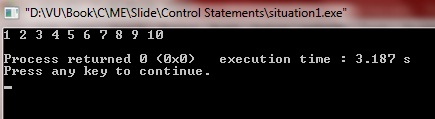 "D:\VU\Book\C\ME\Slide\Control Statements\situation1.exe"
1 2 3 4 5 6 7 8 9 10
Process returned 0 (0x0)   execution time : 3.187 s
Press any key to continue.